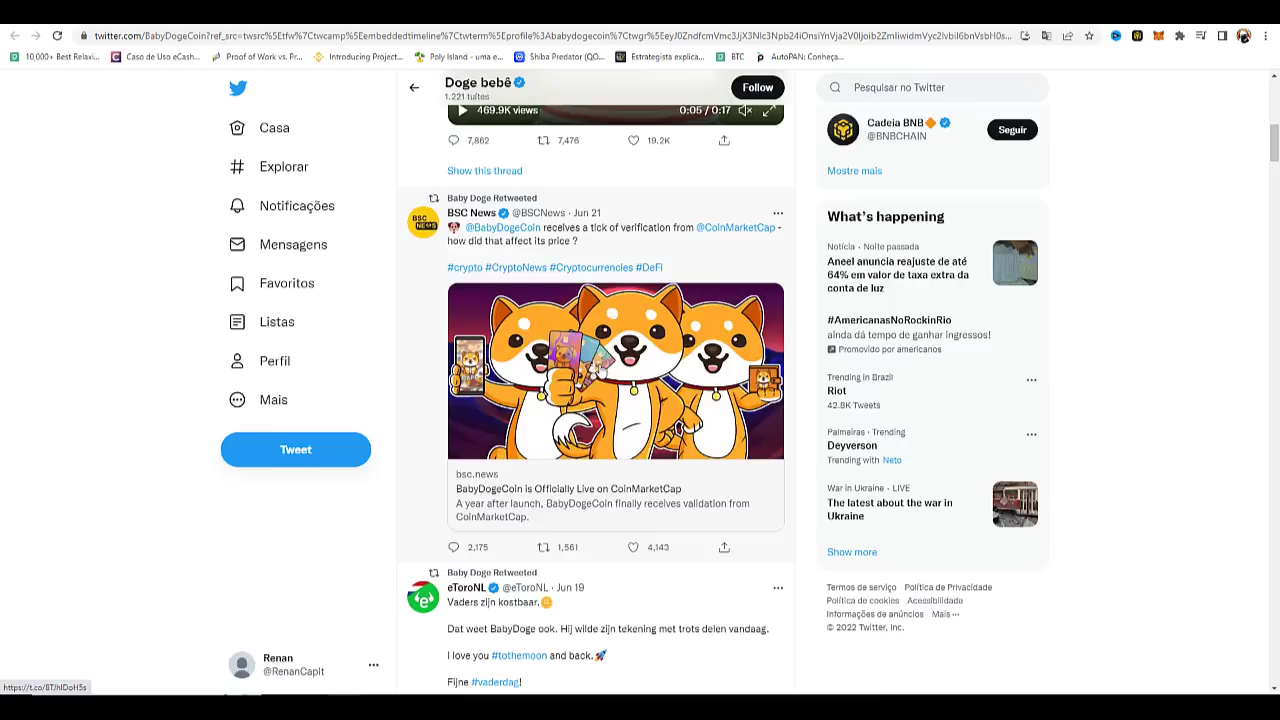 twitter.com/BabyDogeCoin?ref_src=twsrc%5Etfw%7Ctwcamp%5Eembeddedtimeline%7Ctwterm%5Eprofile%3Ababydogecoin%7Ctwgr%5E
10,000+ Best Relaxi...
Caso de Uso eCash...
Proof of Work vs. Pr...
Introducing Project...
Poly Island - uma e...
Shiba Predator (QO...
Estrategista explica...
BTC
AutoPAN: Conheça...
Casa
Explorar
Notificações
Mensagens
Favoritos
Listas
Perfil
Mais
Tweet
Renan
@RenanCapIt
https://t.co/8TJhIDoH5s
Doge bebê
1.221 tuítes
Follow
469.9K views
0:05 / 0:17
7,862
7,476
19.2K
Show this thread
Baby Doge Retweeted
BSC News @BSCNews · Jun 21
@BabyDogeCoin receives a tick of verification from @CoinMarketCap -
how did that affect its price ?
#crypto #CryptoNews #Cryptocurrencies #DeFi
BSC
NEWS
bsc.news
BabyDogeCoin is Officially Live on CoinMarketCap
A year after launch, BabyDogeCoin finally receives validation from
CoinMarketCap.
2,175
1,561
4,143
Baby Doge Retweeted
eToroNL @eToroNL · Jun 19
Vaders zijn kostbaar.
Dat weet BabyDoge ook. Hij wilde zijn tekening met trots delen vandaag.
I love you #tothemoon and back.🚀
Fijne #vaderdag!
Pesquisar no Twitter
Cadeia BNB
@BNBCHAIN
Seguir
Mostre mais
What's happening
Notícia · Noite passada
Aneel anuncia reajuste de até
64% em valor de taxa extra da
conta de luz
#AmericanasNoRockinRio
ainda dá tempo de ganhar ingressos!
Promovido por americanos
Trending in Brazil
Riot
42.8K Tweets
Palmeiras · Trending
Deyverson
Trending with Neto
War in Ukraine · LIVE
The latest about the war in
Ukraine
Show more
Termos de serviço Política de Privacidade
Política de cookies Acessibilidade
Informações de anúncios Mais ···
© 2022 Twitter, Inc.